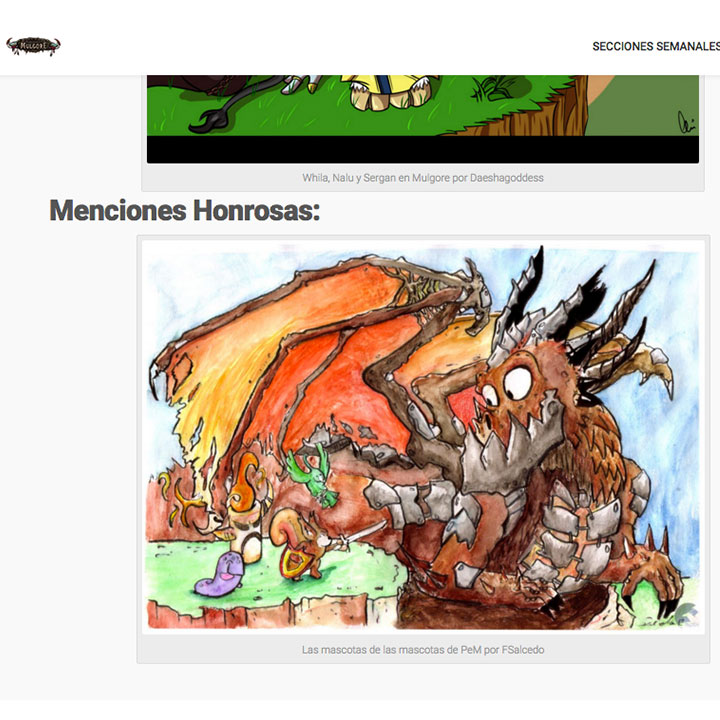 MULGORE
SECCIONES SEMANALES
Whila, Nalu y Sergan en Mulgore por Daeshagoddess
Menciones Honrosas:
Las mascotas de las mascotas de PeM por FSalcedo